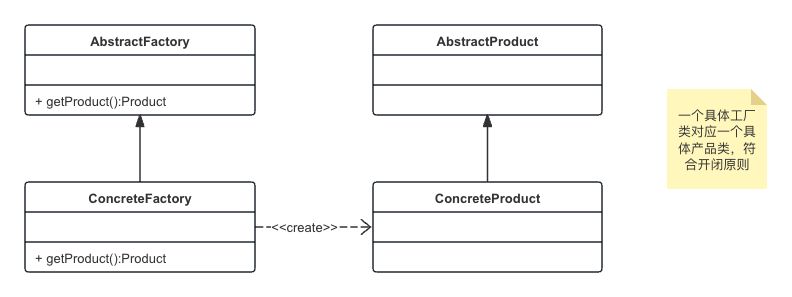 AbstractFactory
+ getProduct():Product
AbstractProduct
一个具体工厂
类对应一个具
体产品类，符
合开闭原则
ConcreteFactory
+ getProduct():Product
<<create>>
ConcreteProduct